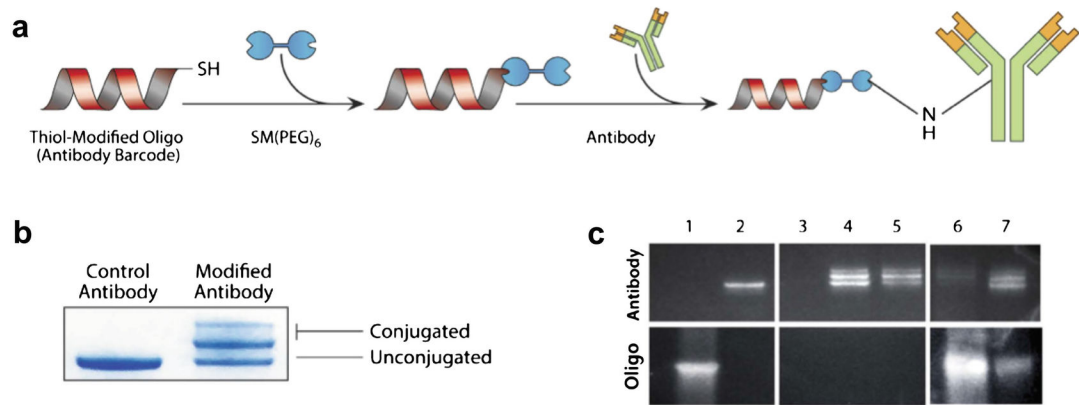 a
SH
Thiol-Modified Oligo
(Antibody Barcode)
SM(PEG)6
Antibody
N
H
b
Control
Antibody
Modified
Antibody
Conjugated
Unconjugated
c
1 2 3 4 5 6 7
Antibody
Oligo